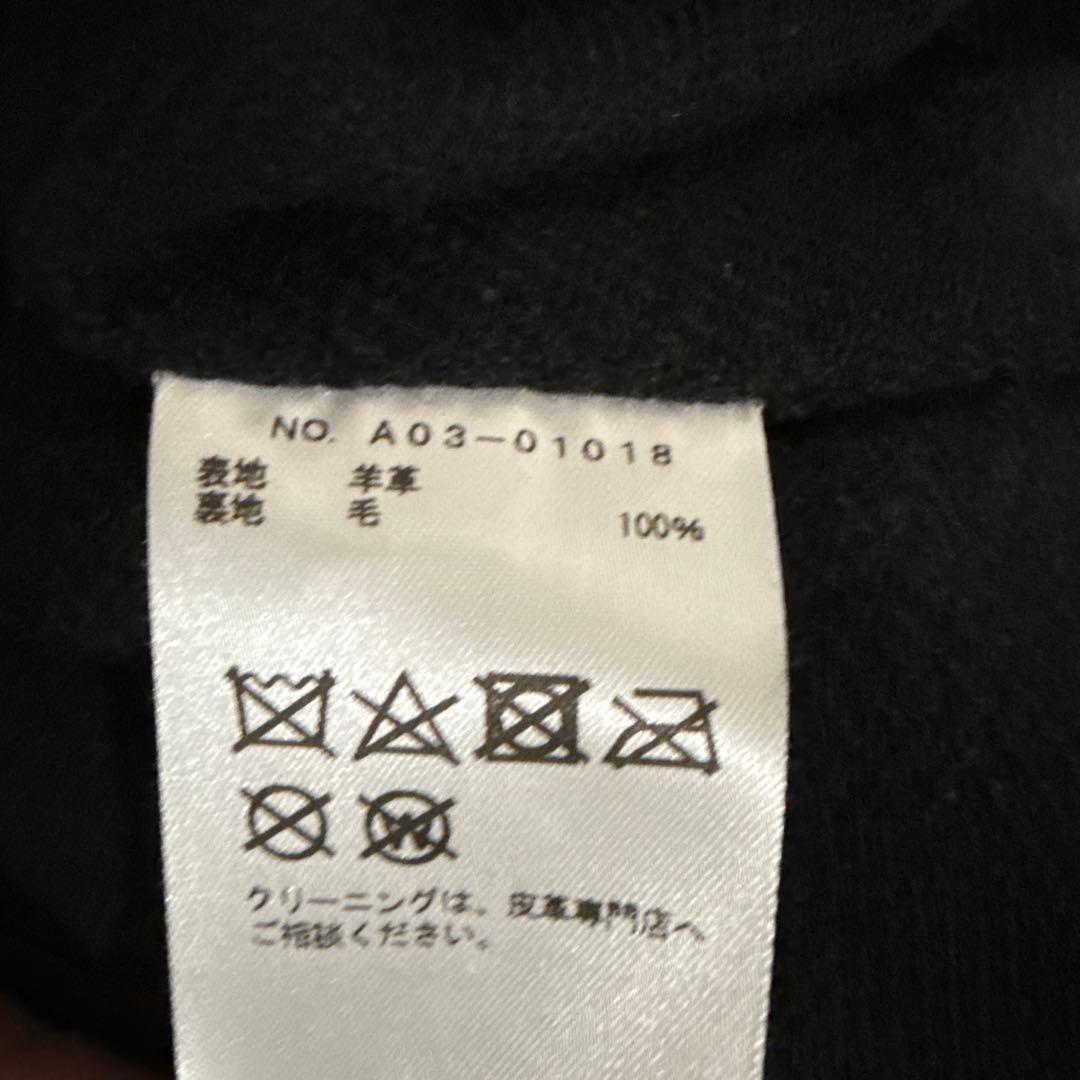 NO. A03-01018
表地 羊革
裏地 毛 100%
W
クリーニングは、皮革専門店へ
ご相談ください。